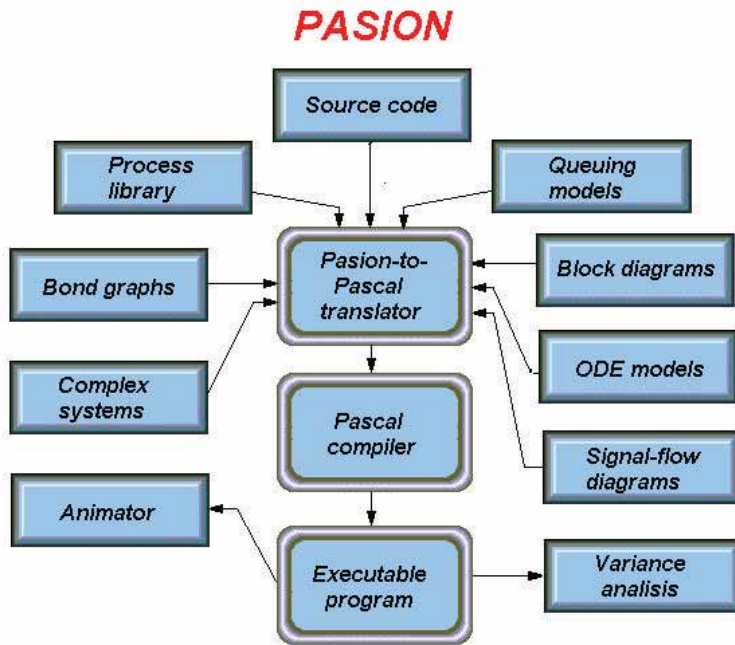 PASION
Source code
Process
library
Queuing
models
Pasion-to-
Pascal
translator
Bond graphs
Block diagrams
Complex
systems
ODE models
Pascal
compiler
Signal-flow
diagrams
Animator
Executable
program
Variance
analisis